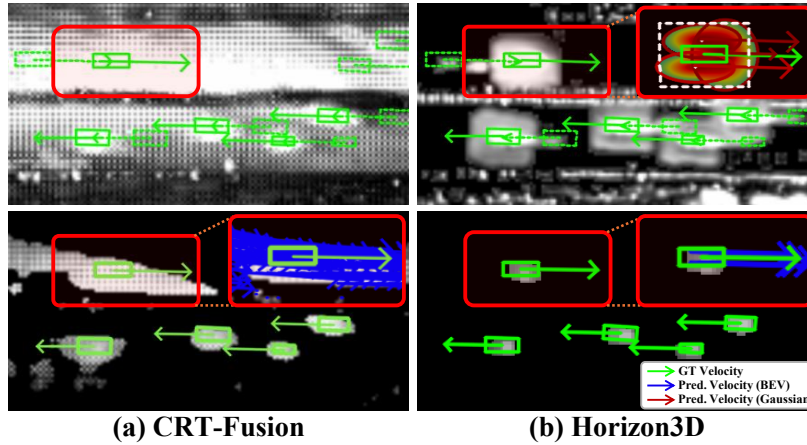 GT Velocity
Pred. Velocity (BEV)
Pred. Velocity (Gaussian)
(a) CRT-Fusion
(b) Horizon3D